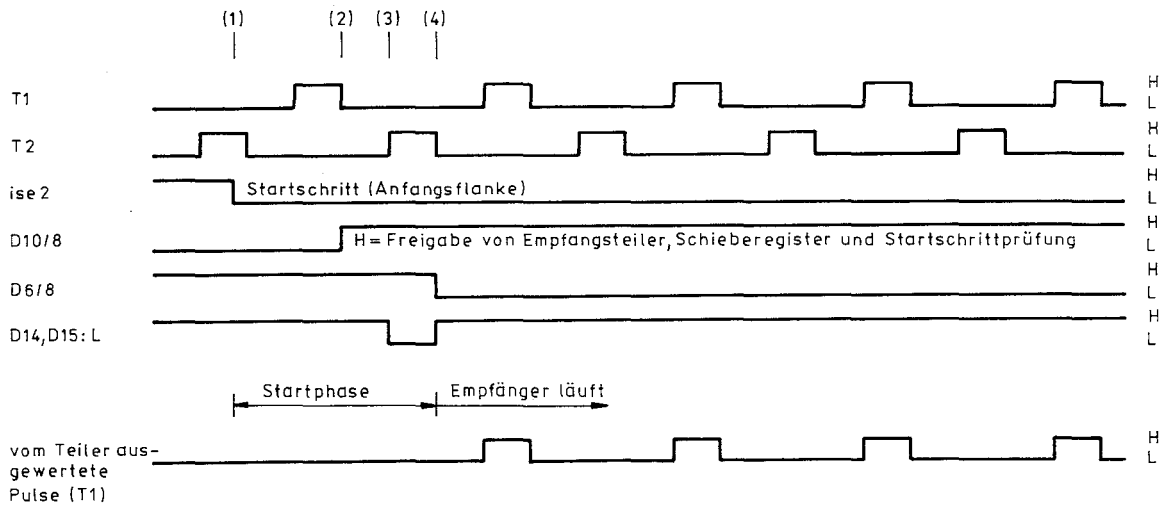 (1) (2) (3) (4)
T1
H
L
T2
H
L
ise 2
Startschritt (Anfangsflanke)
H
L
D10/8
H = Freigabe von Empfangsteiler, Schieberegister und Startschrittprüfung
H
L
D6/8
H
L
D14, D15: L
H
L
Startphase
Empfänger läuft
vom Teiler aus-
gewertete
Pulse (T1)
H
L